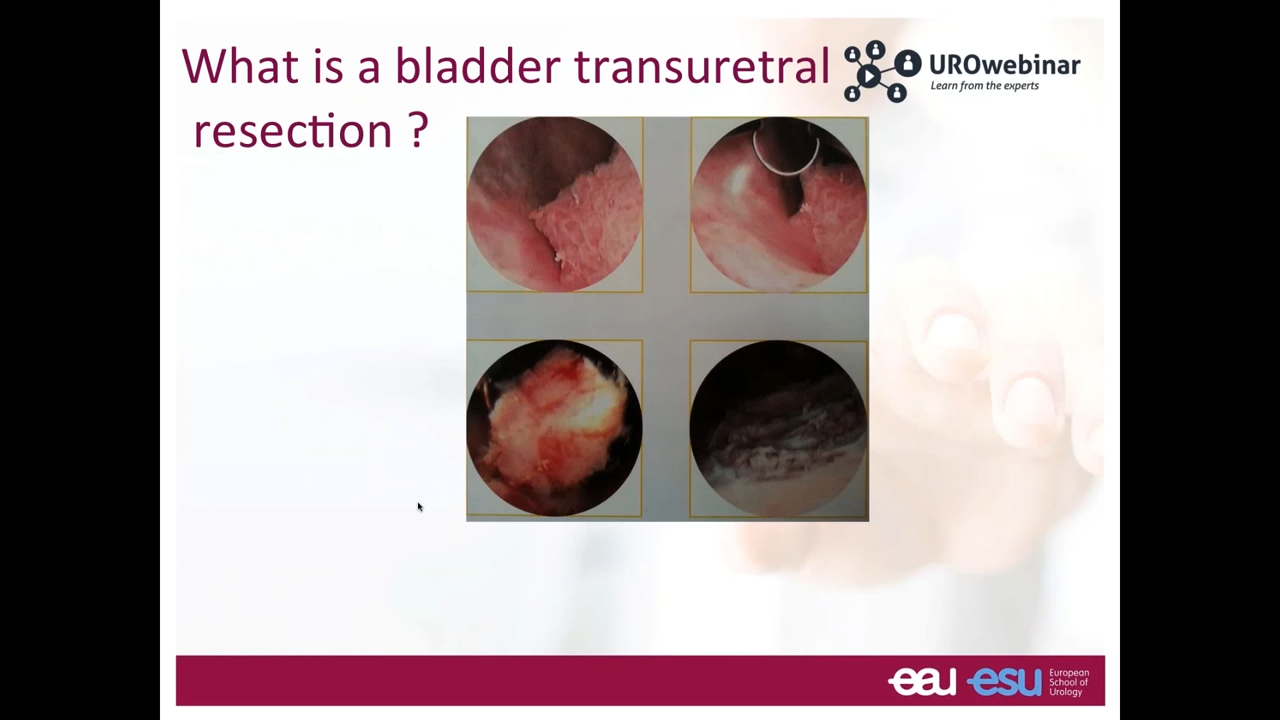 What is a bladder transuretral
resection ?
UROwebinar
Learn from the experts
eau esu European
School of
Urology